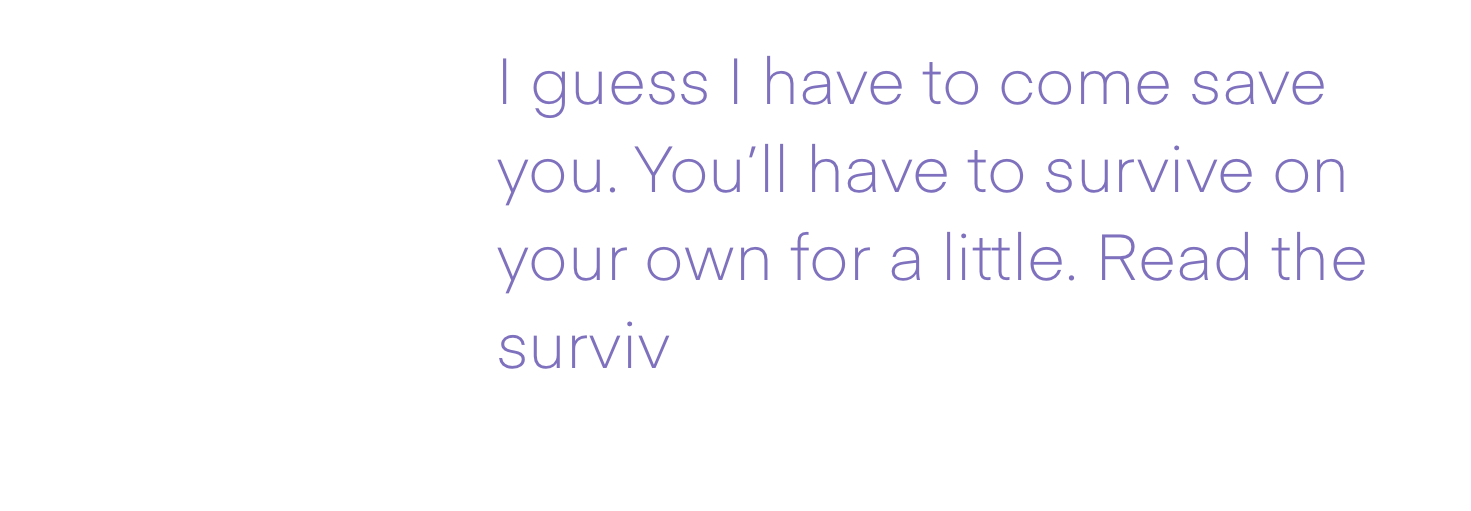 I guess I have to come save
you. You’ll have to survive on
your own for a little. Read the
surviv